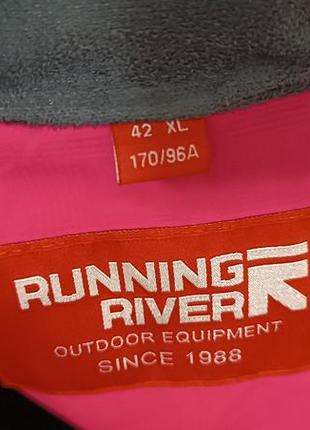 42 XL
170/96A
RUNNING
RIVER
OUTDOOR EQUIPMENT
SINCE 1988